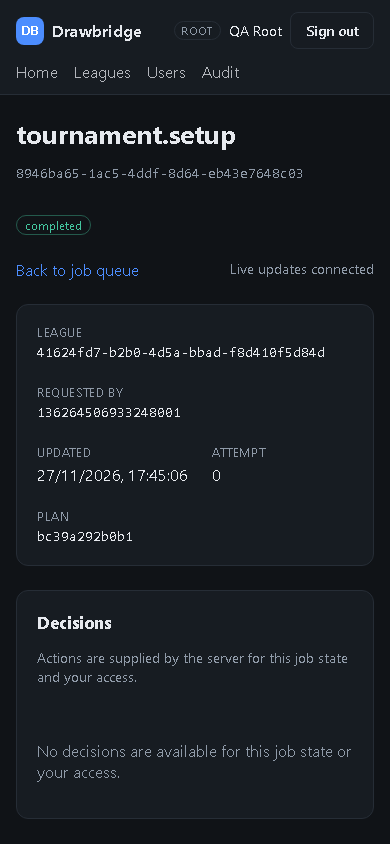 DB Drawbridge ROOT QA Root Sign out
Home Leagues Users Audit
tournament.setup
8946ba65-1ac5-4ddf-8d64-eb43e7648c03
completed
Back to job queue Live updates connected
LEAGUE
41624fd7-b2b0-4d5a-bbad-f8d410f5d84d
REQUESTED BY
136264506933248001
UPDATED ATTEMPT
27/11/2026, 17:45:06 0
PLAN
bc39a292b0b1
Decisions
Actions are supplied by the server for this job state
and your access.
No decisions are available for this job state or
your access.